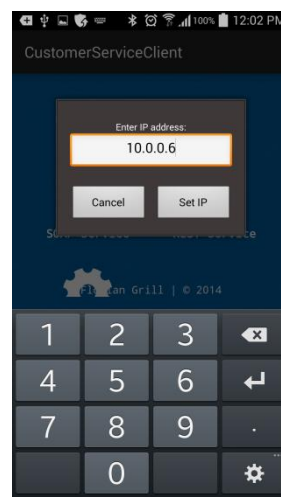 100% 12:02 PM
CustomerServiceClient
Enter IP address:
10.0.0.6
Cancel Set IP
Grill | © 2014
1 2 3
4 5 6
7 8 9 .
0